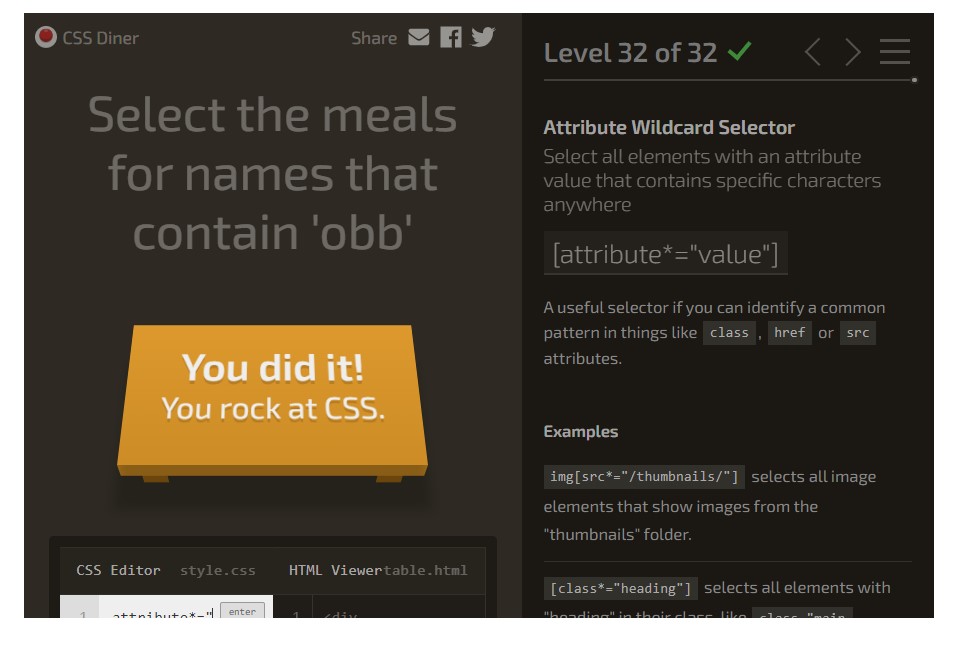 CSS Diner
Share
Select the meals
for names that
contain 'obb'
You did it!
You rock at CSS.
CSS Editor style.css
HTML Viewer table.html
1
attribute*="
enter
1
<div
Level 32 of 32
Attribute Wildcard Selector
Select all elements with an attribute
value that contains specific characters
anywhere
[attribute*="value"]
A useful selector if you can identify a common
pattern in things like class , href or src
attributes.
Examples
img[src*="/thumbnails/"] selects all image
elements that show images from the
"thumbnails" folder.
[class*="heading"] selects all elements with
"heading" in their class, like class="main-